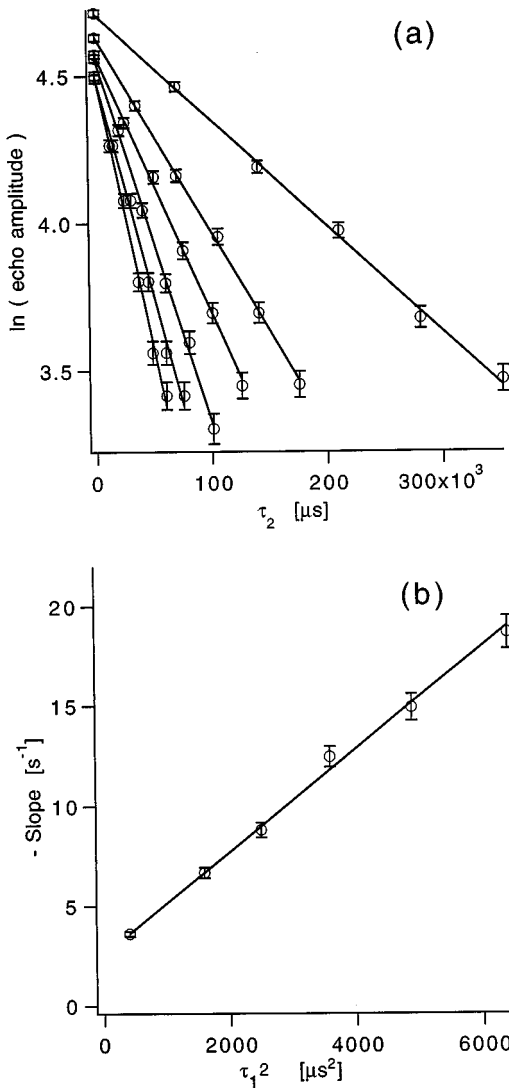 (a)
4.5
4.0
3.5
ln ( echo amplitude )
0
100
200
300x10³
τ₂ [μs]
(b)
20
15
10
5
0
- Slope [s⁻¹]
0
2000
4000
6000
τ₁² [μs²]